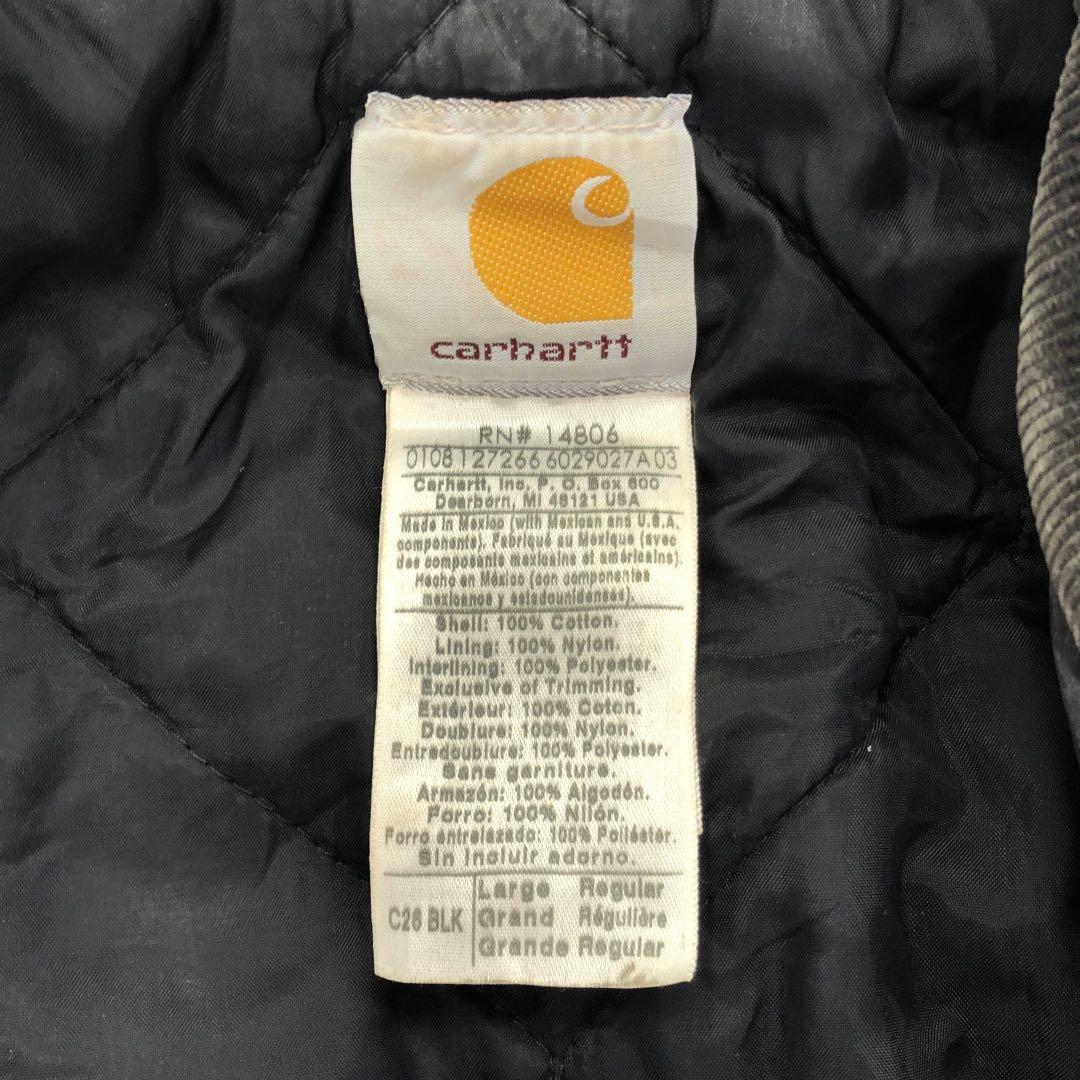 carhartt
RN# 14806
01081272666029027A03
Carhartt, Inc. P. O. Box 600
Dearborn, MI 48121 USA
Made in Mexico (with Mexican and U.S.A.
components). Fabriqué au Mexique (avec
des composants mexicains et américains).
Hecho en México (con componentes
mexicanos y estadounidenses).
Shell: 100% Cotton.
Lining: 100% Nylon.
Interlining: 100% Polyester.
Exclusive of Trimming.
Extérieur: 100% Coton.
Doublure: 100% Nylon.
Entredoublure: 100% Polyester.
Sans garniture.
Armazón: 100% Algodón.
Forro: 100% Nilón.
Forro entrelazado: 100% Poliéster.
Sin incluir adorno.
C26 BLK
Large Regular
Grand Régulière
Grande Regular